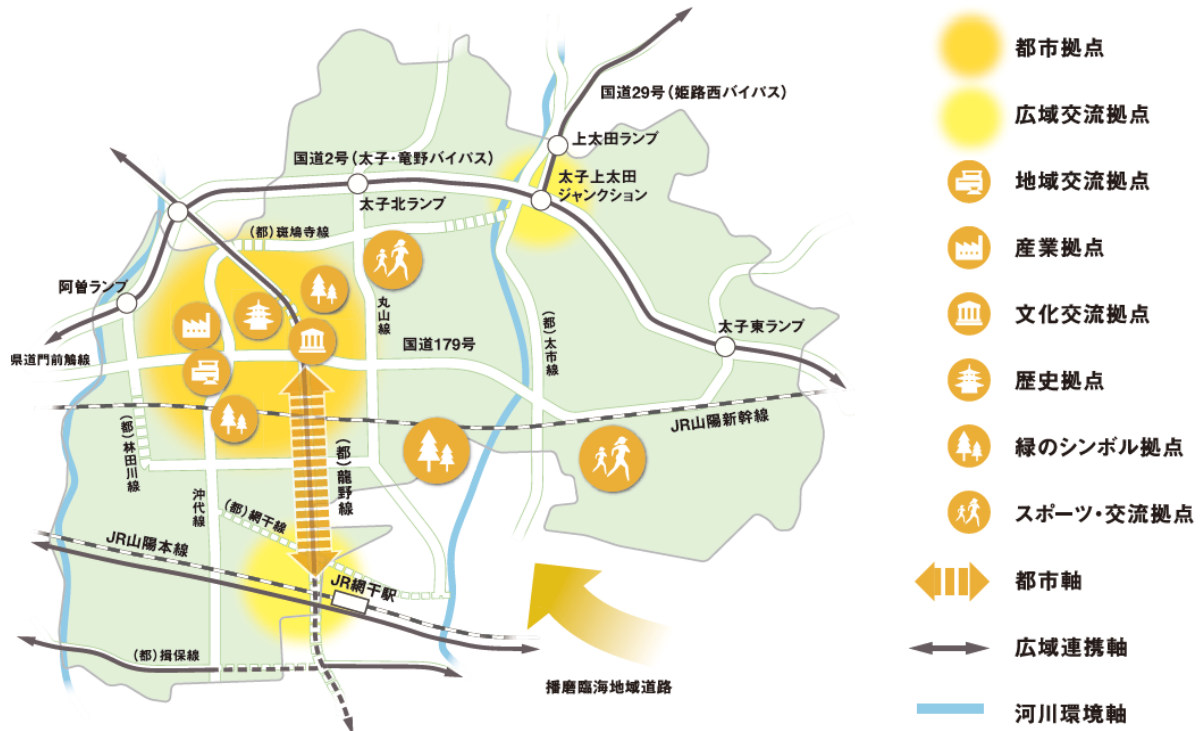 国道29号（姫路西バイパス）
上太田ランプ
国道2号（太子・竜野バイパス）
太子上太田
ジャンクション
太子北ランプ
（都）斑鳩寺線
阿曽ランプ
丸山線
（都）太市線
太子東ランプ
国道179号
県道門前鵤線
JR山陽新幹線
（都）林田川線
（都）龍野線
沖代線
（都）網干線
JR山陽本線
JR網干駅
（都）揖保線
播磨臨海地域道路
都市拠点
広域交流拠点
地域交流拠点
産業拠点
文化交流拠点
歴史拠点
緑のシンボル拠点
スポーツ・交流拠点
都市軸
広域連携軸
河川環境軸